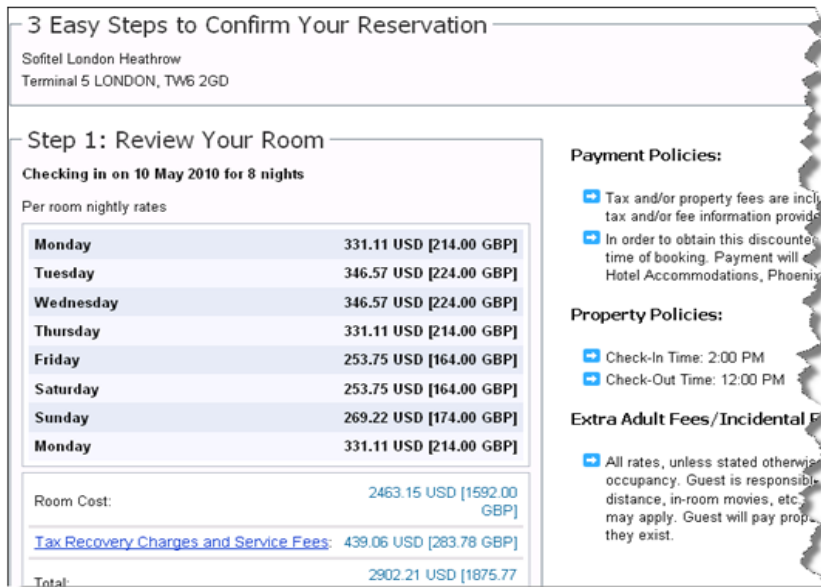 3 Easy Steps to Confirm Your Reservation
Sofitel London Heathrow
Terminal 5 LONDON, TW6 2GD
Step 1: Review Your Room
Checking in on 10 May 2010 for 8 nights
Per room nightly rates
Monday 331.11 USD [214.00 GBP]
Tuesday 346.57 USD [224.00 GBP]
Wednesday 346.57 USD [224.00 GBP]
Thursday 331.11 USD [214.00 GBP]
Friday 253.75 USD [164.00 GBP]
Saturday 253.75 USD [164.00 GBP]
Sunday 269.22 USD [174.00 GBP]
Monday 331.11 USD [214.00 GBP]
Room Cost: 2463.15 USD [1592.00
GBP]
Tax Recovery Charges and Service Fees: 439.06 USD [283.78 GBP]
Total: 2902.21 USD [1875.77
Payment Policies:
Tax and/or property fees are
tax and/or fee information
In order to obtain this
time of booking. Payment will
Hotel Accommodations,
Property Policies:
Check-In Time: 2:00 PM
Check-Out Time: 12:00 PM
Extra Adult Fees/Incidental
All rates, unless stated
occupancy. Guest is
distance, in-room movies, etc.
may apply. Guest will pay
they exist.